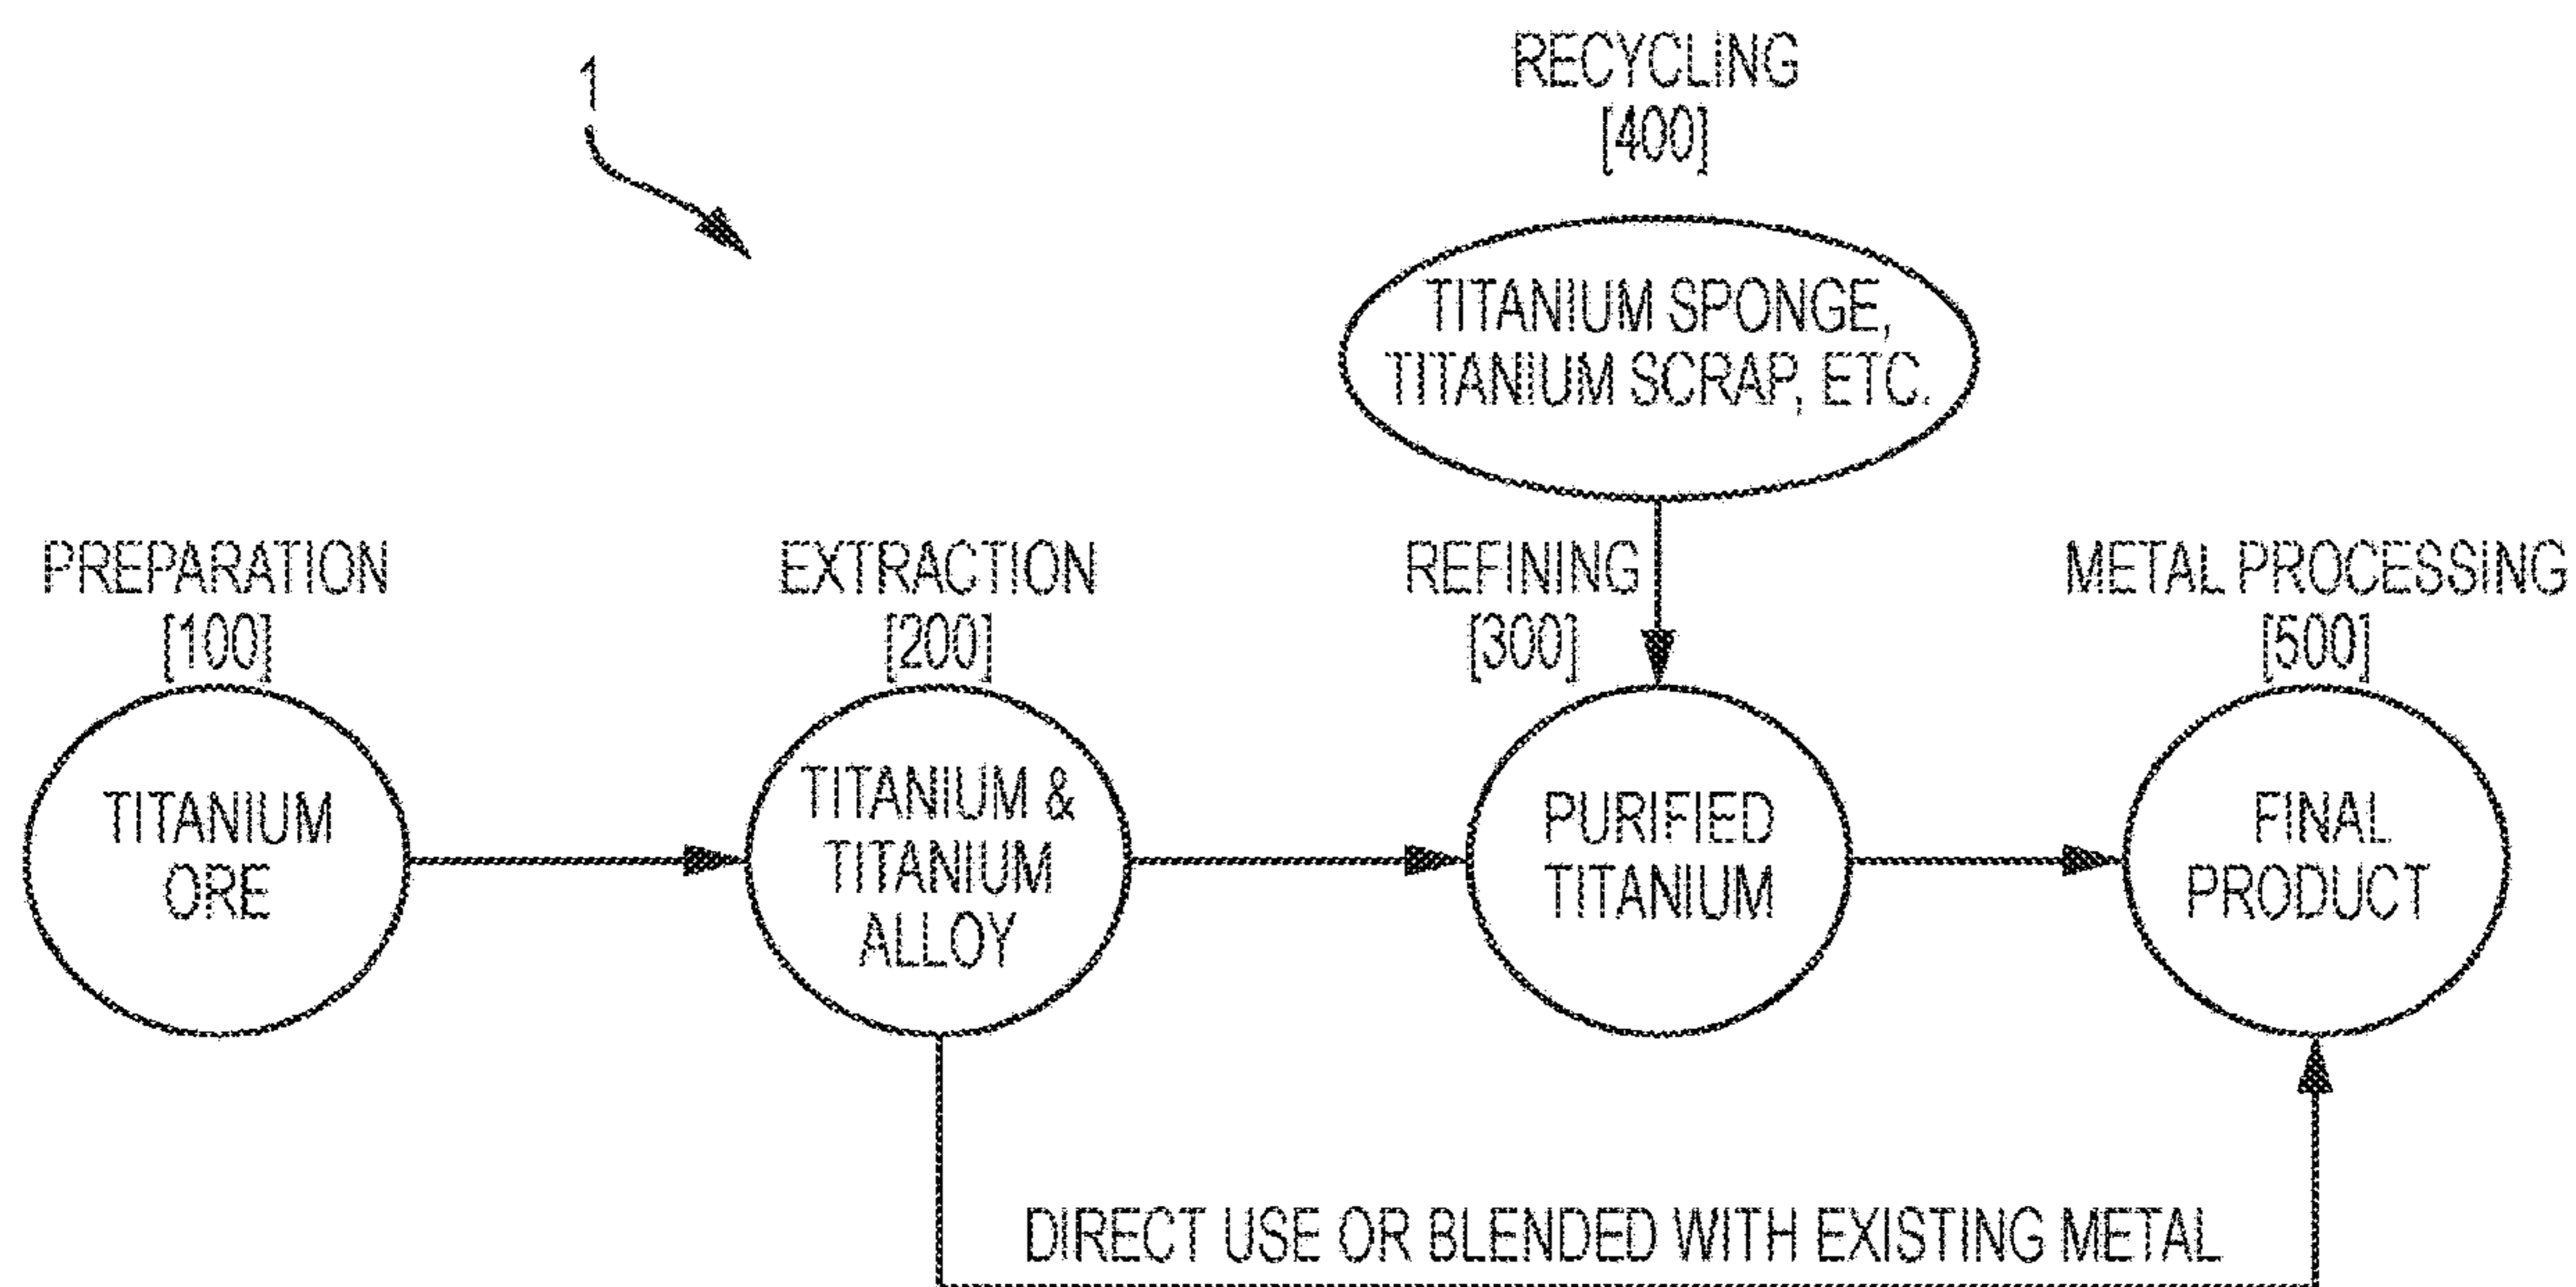 1
RECYCLING
[400]
TITANIUM SPONGE,
TITANIUM SCRAP, ETC.
PREPARATION
[100]
EXTRACTION
[200]
REFINING
[300]
METAL PROCESSING
[500]
TITANIUM
ORE
TITANIUM &
TITANIUM
ALLOY
PURIFIED
TITANIUM
FINAL
PRODUCT
DIRECT USE OR BLENDED WITH EXISTING METAL